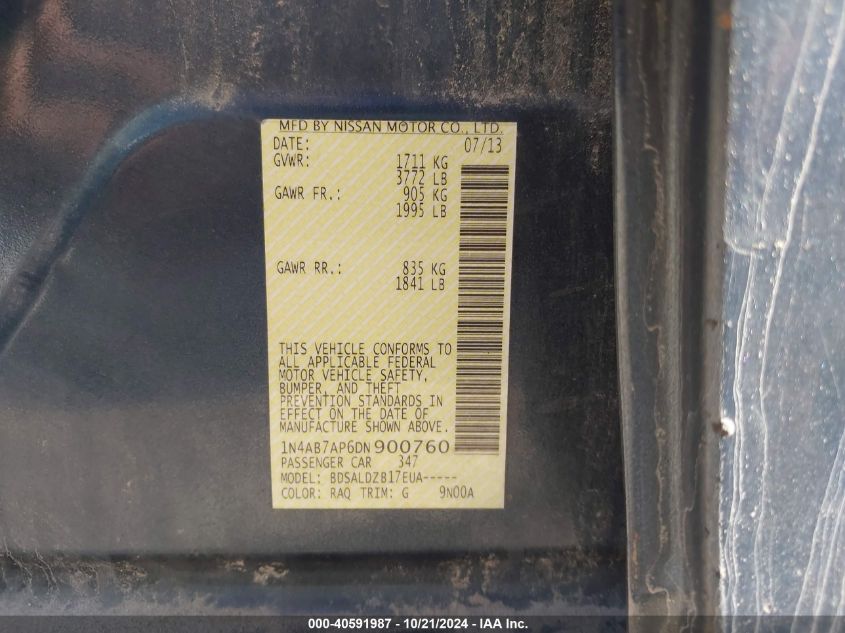 MFD BY NISSAN MOTOR CO., LTD.
DATE: 07/13
GVWR: 1711 KG
3772 LB
GAWR FR.: 905 KG
1995 LB
GAWR RR.: 835 KG
1841 LB
THIS VEHICLE CONFORMS TO
ALL APPLICABLE FEDERAL
MOTOR VEHICLE SAFETY,
BUMPER, AND THEFT
PREVENTION STANDARDS IN
EFFECT ON THE DATE OF
MANUFACTURE SHOWN ABOVE.
1N4AB7AP6DN900760
PASSENGER CAR 347
MODEL: BDSALDZB17EUA-----
COLOR: RAQ TRIM: G 9N00A
000-40591987 - 10/21/2024 - IAA Inc.